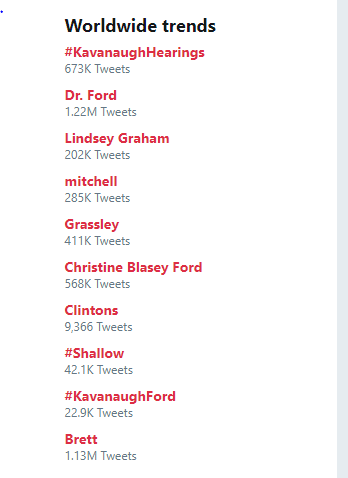 Worldwide trends
#KavanaughHearings
673K Tweets
Dr. Ford
1.22M Tweets
Lindsey Graham
202K Tweets
mitchell
285K Tweets
Grassley
411K Tweets
Christine Blasey Ford
568K Tweets
Clintons
9,366 Tweets
#Shallow
42.1K Tweets
#KavanaughFord
22.9K Tweets
Brett
1.13M Tweets